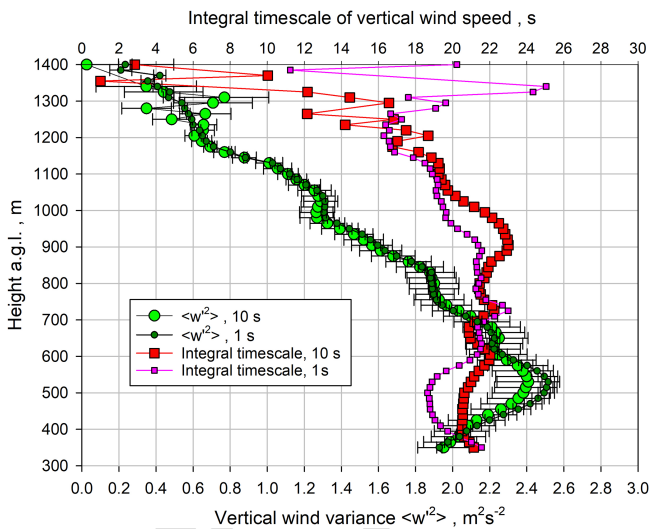 Integral timescale of vertical wind speed , s
0 2 4 6 8 10 12 14 16 18 20 22 24 26 28 30
1400
1300
1200
1100
1000
900
800
700
600
500
400
300
Height a.g.l. , m
<w'²> , 10 s
<w'²> , 1 s
Integral timescale, 10 s
Integral timescale, 1s
0.0 0.2 0.4 0.6 0.8 1.0 1.2 1.4 1.6 1.8 2.0 2.2 2.4 2.6 2.8 3.0
Vertical wind variance <w'²> , m²s⁻²